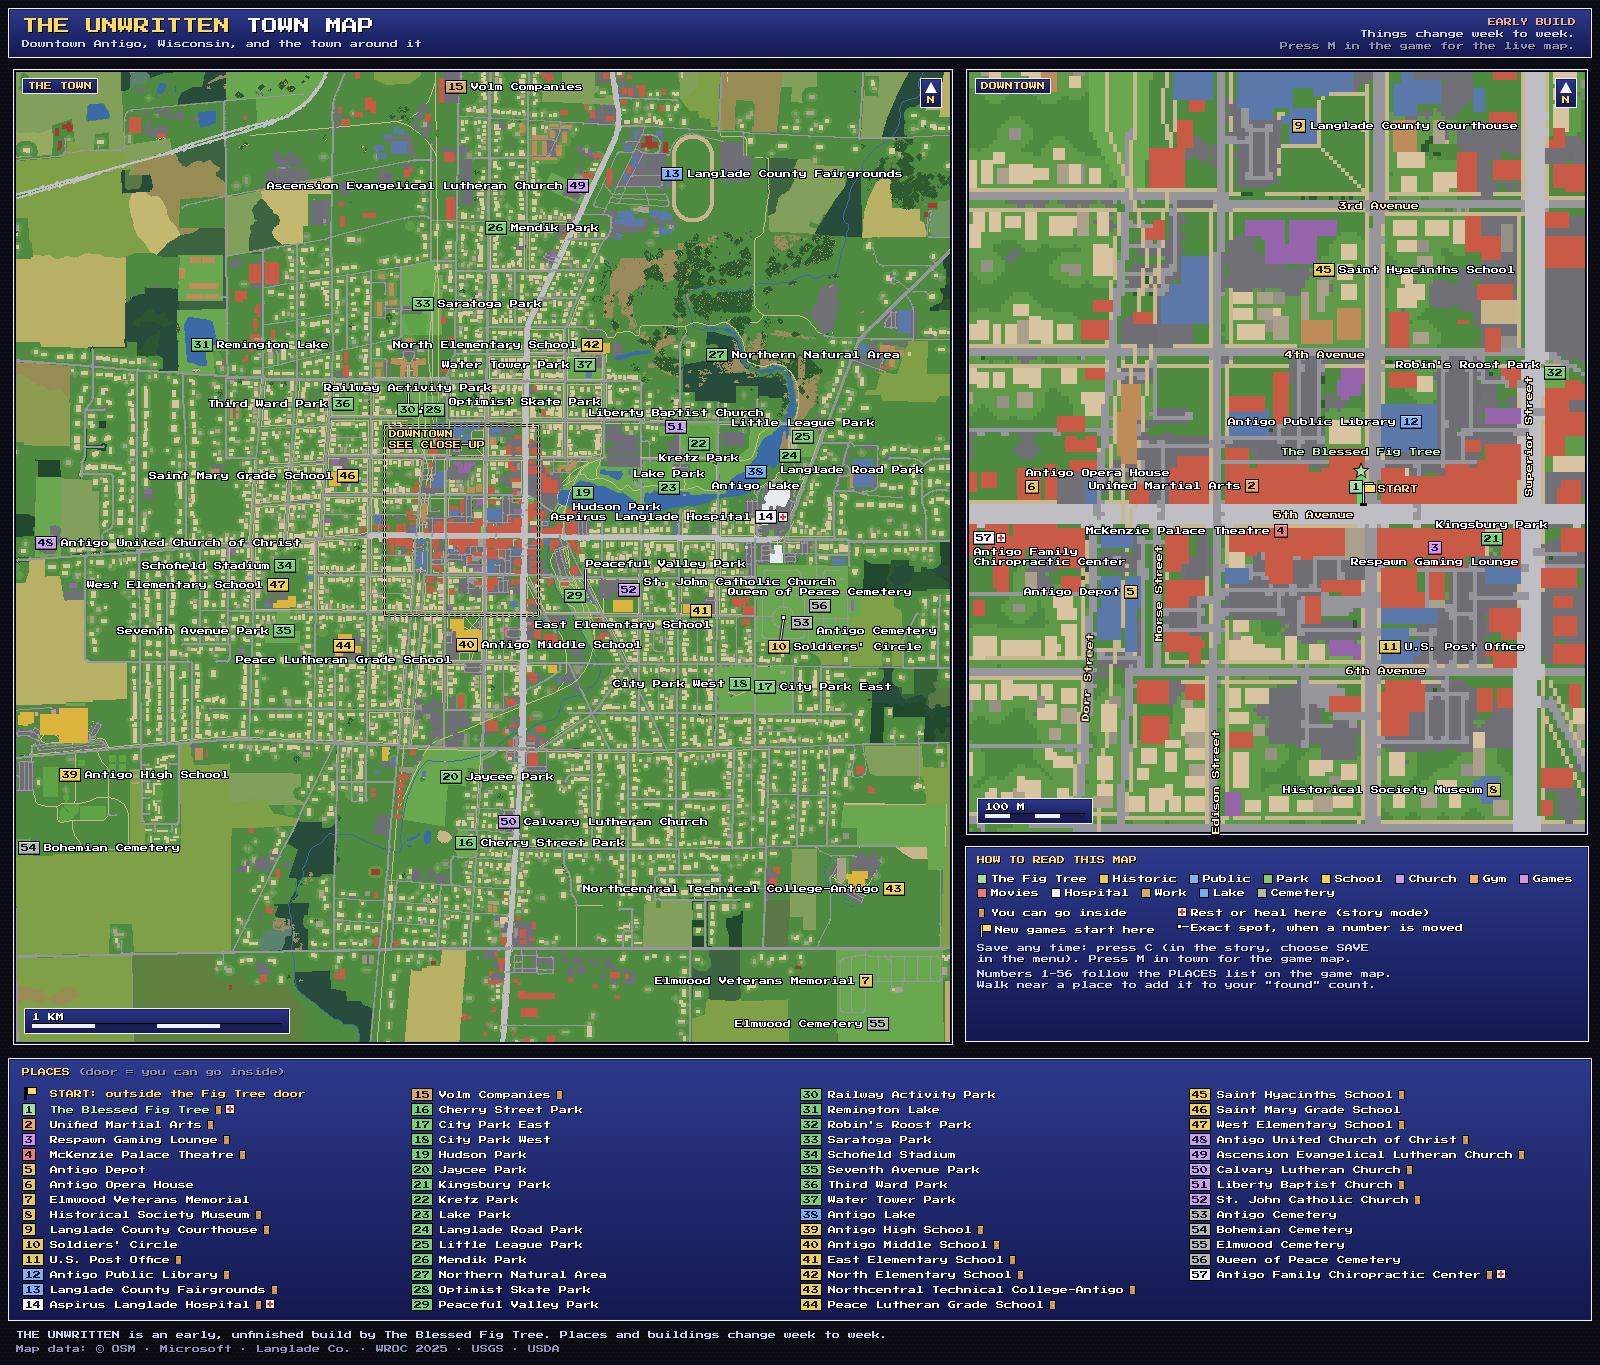 THE UNWRITTEN TOWN MAP
Downtown Antigo, Wisconsin, and the town around it
EARLY BUILD
Things change week to week.
Press M in the game for the live map.
THE TOWN
N
15 Volm Companies
13 Langlade County Fairgrounds
Ascension Evangelical Lutheran Church 49
26 Mendik Park
33 Saratoga Park
31 Remington Lake
North Elementary School 42
27 Northern Natural Area
Water Tower Park 37
Railway Activity Park
Third Ward Park 36
30 28 Optimist Skate Park
Liberty Baptist Church
51
Little League Park
25
DOWNTOWN
SEE CLOSE-UP
22
Kretz Park
24
Langlade Road Park
Saint Mary Grade School 46
Lake Park
23
38
Antigo Lake
19
Hudson Park
Aspirus Langlade Hospital 14
48 Antigo United Church of Christ
Schofield Stadium 34
Peaceful Valley Park
29
West Elementary School 47
St. John Catholic Church
52
Queen of Peace Cemetery
56
41
East Elementary School
53
Antigo Cemetery
Seventh Avenue Park 35
44
Peace Lutheran Grade School
40 Antigo Middle School
10 Soldiers' Circle
City Park West 18
17 City Park East
39 Antigo High School
20 Jaycee Park
50 Calvary Lutheran Church
16 Cherry Street Park
54 Bohemian Cemetery
Northcentral Technical College-Antigo 43
Elmwood Veterans Memorial 7
Elmwood Cemetery 55
1 KM
DOWNTOWN
N
9 Langlade County Courthouse
3rd Avenue
45 Saint Hyacinths School
4th Avenue
Robin's Roost Park
32
Superior Street
Antigo Public Library 12
The Blessed Fig Tree
Antigo Opera House
6
Unified Martial Arts 2
1 START
5th Avenue
Kingsbury Park
21
57
Antigo Family
Chiropractic Center
McKenzie Palace Theatre 4
3
Respawn Gaming Lounge
Antigo Depot 5
Morse Street
Dorr Street
11 U.S. Post Office
6th Avenue
Edison Street
Historical Society Museum 8
100 M
HOW TO READ THIS MAP
The Fig Tree Historic Public Park School Church Gym Games
Movies Hospital Work Lake Cemetery
You can go inside
Rest or heal here (story mode)
New games start here
Exact spot, when a number is moved
Save any time: press C (in the story, choose SAVE
in the menu). Press M in town for the game map.
Numbers 1-56 follow the PLACES list on the game map.
Walk near a place to add it to your "found" count.
PLACES (door = you can go inside)
START: outside the Fig Tree door
1 The Blessed Fig Tree
2 Unified Martial Arts
3 Respawn Gaming Lounge
4 McKenzie Palace Theatre
5 Antigo Depot
6 Antigo Opera House
7 Elmwood Veterans Memorial
8 Historical Society Museum
9 Langlade County Courthouse
10 Soldiers' Circle
11 U.S. Post Office
12 Antigo Public Library
13 Langlade County Fairgrounds
14 Aspirus Langlade Hospital
15 Volm Companies
16 Cherry Street Park
17 City Park East
18 City Park West
19 Hudson Park
20 Jaycee Park
21 Kingsbury Park
22 Kretz Park
23 Lake Park
24 Langlade Road Park
25 Little League Park
26 Mendik Park
27 Northern Natural Area
28 Optimist Skate Park
29 Peaceful Valley Park
30 Railway Activity Park
31 Remington Lake
32 Robin's Roost Park
33 Saratoga Park
34 Schofield Stadium
35 Seventh Avenue Park
36 Third Ward Park
37 Water Tower Park
38 Antigo Lake
39 Antigo High School
40 Antigo Middle School
41 East Elementary School
42 North Elementary School
43 Northcentral Technical College-Antigo
44 Peace Lutheran Grade School
45 Saint Hyacinths School
46 Saint Mary Grade School
47 West Elementary School
48 Antigo United Church of Christ
49 Ascension Evangelical Lutheran Church
50 Calvary Lutheran Church
51 Liberty Baptist Church
52 St. John Catholic Church
53 Antigo Cemetery
54 Bohemian Cemetery
55 Elmwood Cemetery
56 Queen of Peace Cemetery
57 Antigo Family Chiropractic Center
THE UNWRITTEN is an early, unfinished build by The Blessed Fig Tree. Places and buildings change week to week.
Map data: © OSM · Microsoft · Langlade Co. · WROC 2025 · USGS · USDA